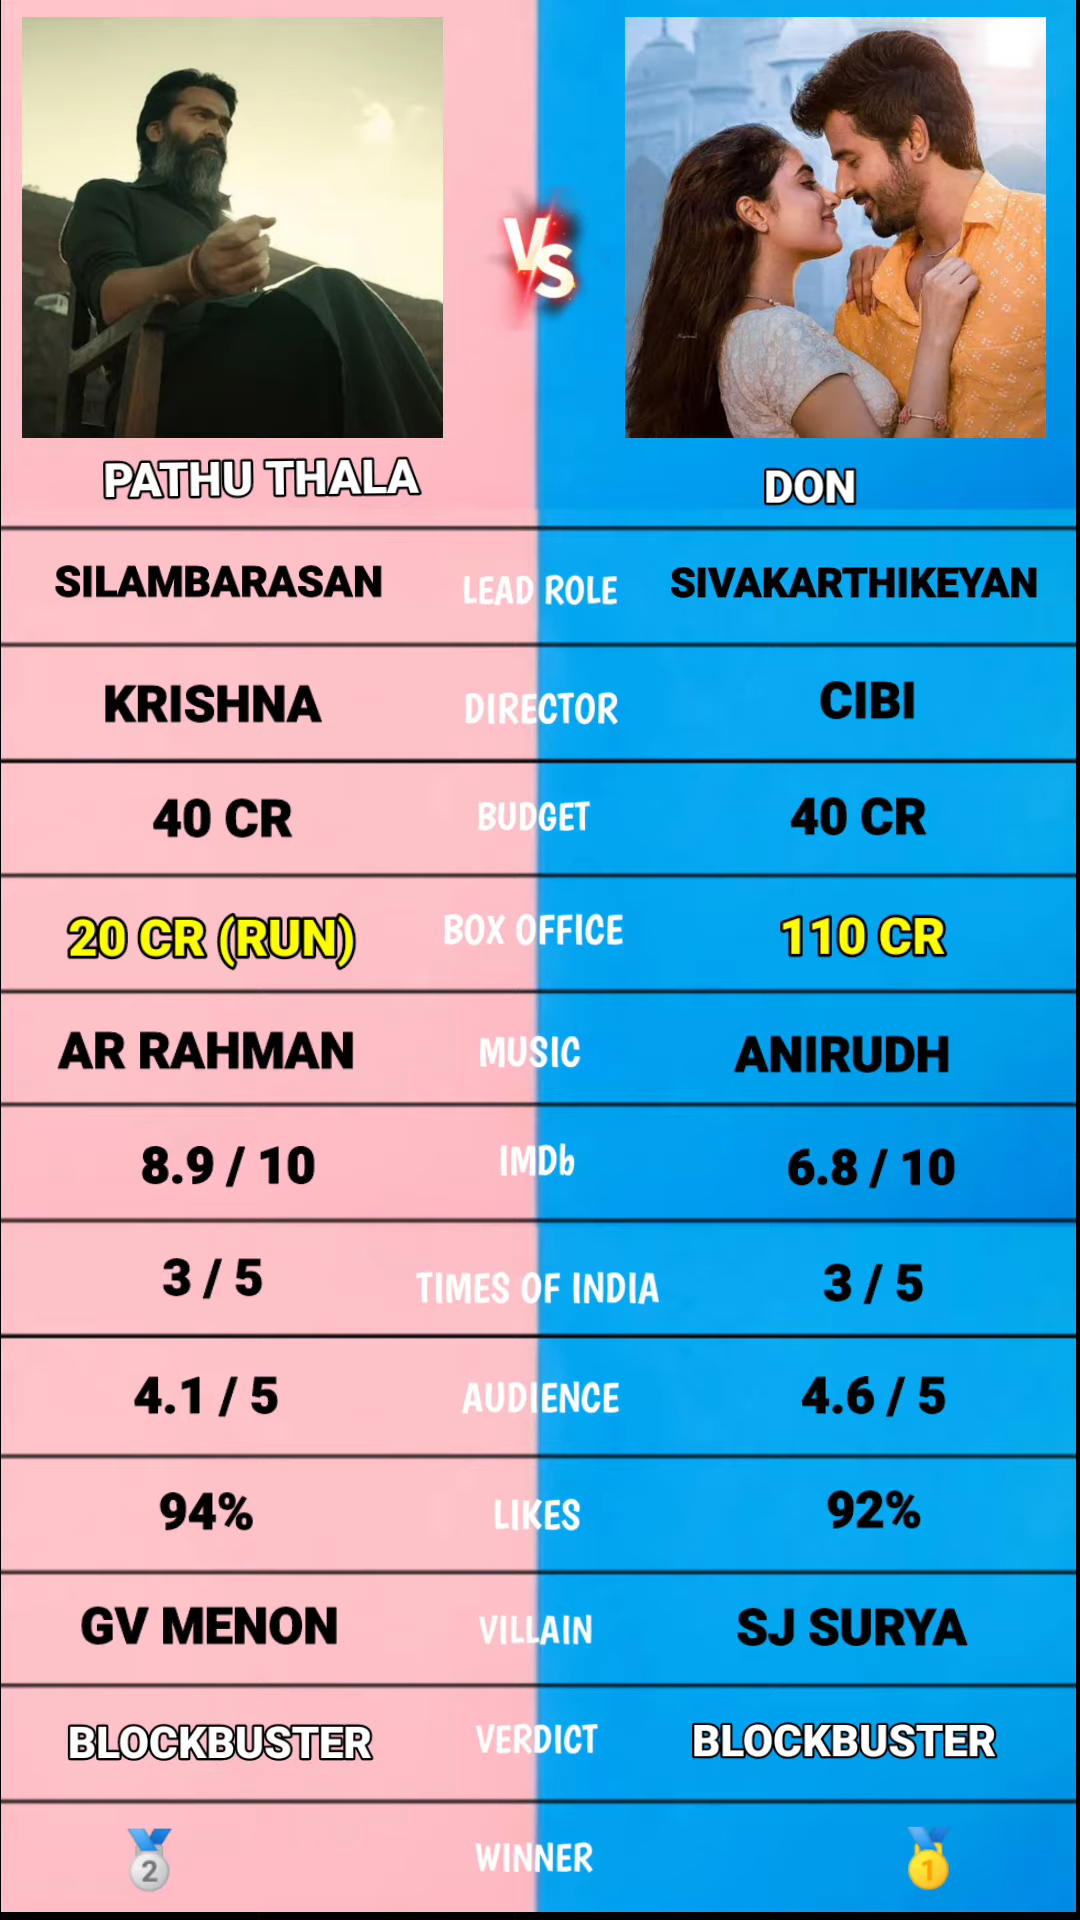 VS
PATHU THALA
DON
SILAMBARASAN LEAD ROLE SIVAKARTHIKEYAN
KRISHNA DIRECTOR CIBI
40 CR BUDGET 40 CR
20 CR (RUN) BOX OFFICE 110 CR
AR RAHMAN MUSIC ANIRUDH
8.9 / 10 IMDb 6.8 / 10
3 / 5 TIMES OF INDIA 3 / 5
4.1 / 5 AUDIENCE 4.6 / 5
94% LIKES 92%
GV MENON VILLAIN SJ SURYA
BLOCKBUSTER VERDICT BLOCKBUSTER
2 WINNER 1